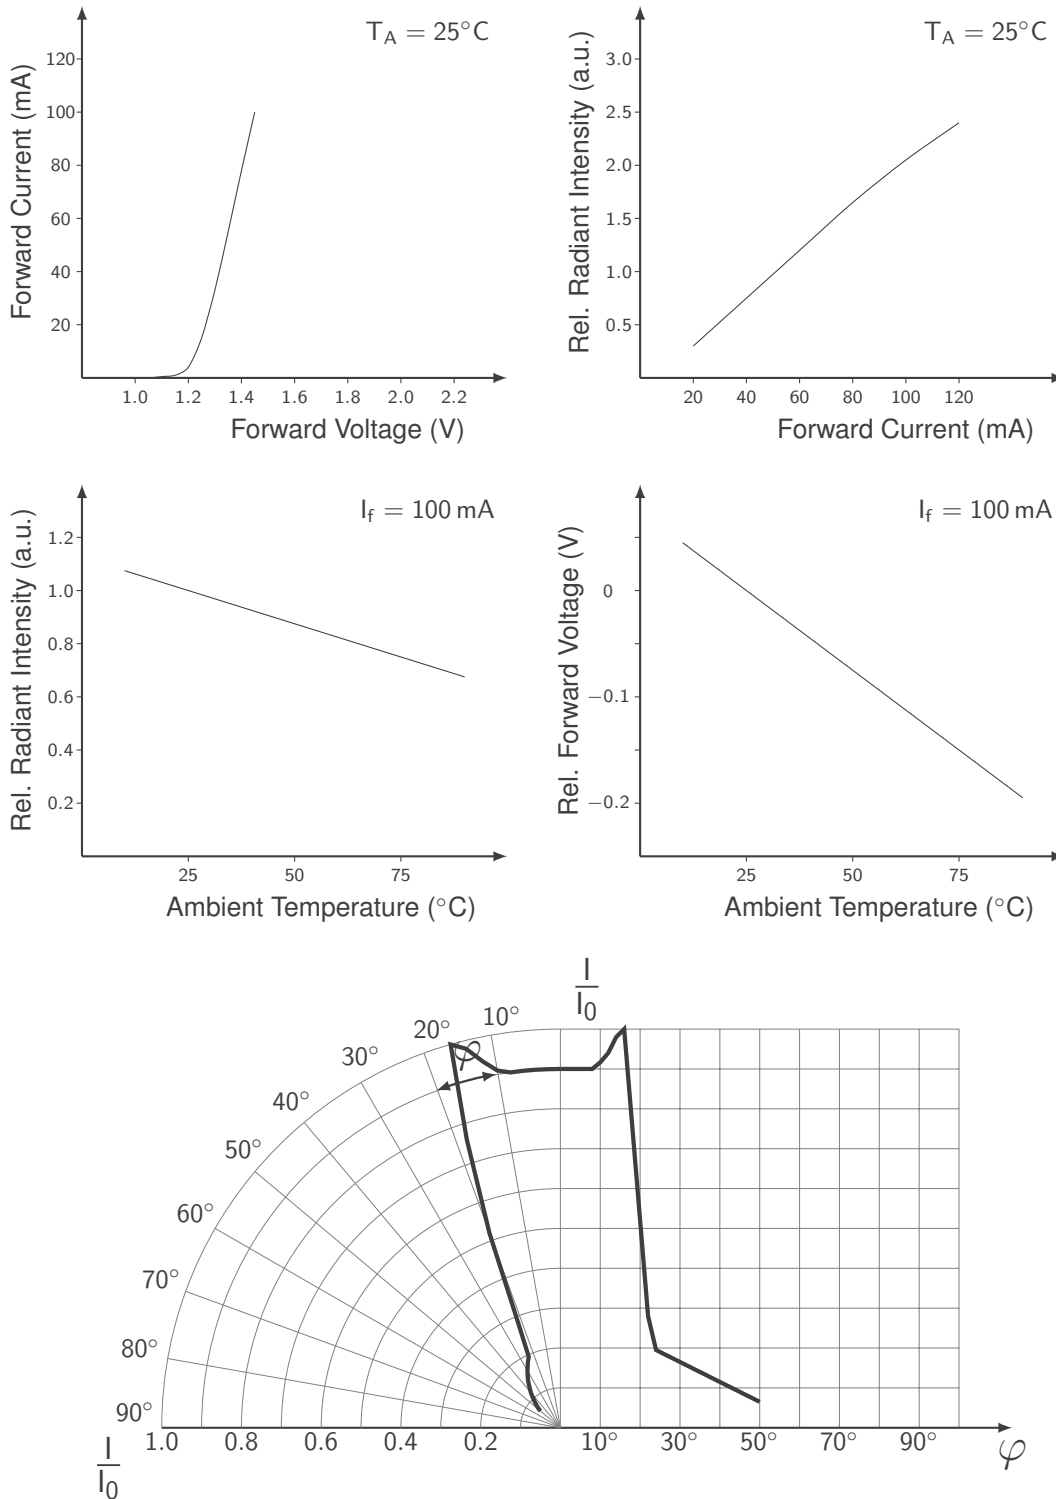 T_A = 25°C
Forward Current (mA)
120
100
80
60
40
20
1.0 1.2 1.4 1.6 1.8 2.0 2.2
Forward Voltage (V)
T_A = 25°C
Rel. Radiant Intensity (a.u.)
3.0
2.5
2.0
1.5
1.0
0.5
20 40 60 80 100 120
Forward Current (mA)
I_f = 100 mA
Rel. Radiant Intensity (a.u.)
1.2
1.0
0.8
0.6
0.4
0.2
25 50 75
Ambient Temperature (°C)
I_f = 100 mA
Rel. Forward Voltage (V)
0
−0.1
−0.2
25 50 75
Ambient Temperature (°C)
I
I_0
10°
20°
30°
40°
50°
60°
70°
80°
90°
φ
1.0 0.8 0.6 0.4 0.2 10° 30° 50° 70° 90° φ
I
I_0